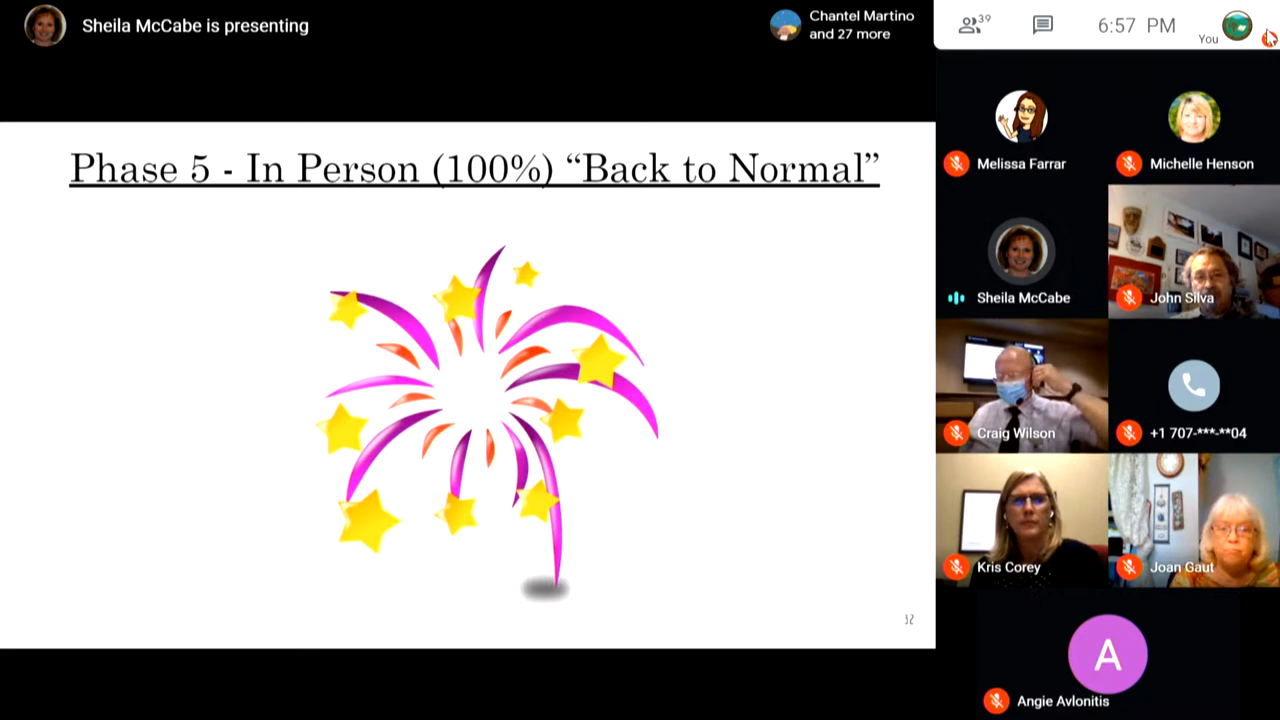 Sheila McCabe is presenting
Chantel Martino
and 27 more
39
6:57 PM
You
Phase 5 - In Person (100%) “Back to Normal”
32
Melissa Farrar
Michelle Henson
Sheila McCabe
John Silva
Craig Wilson
+1 707-***-**04
Kris Corey
Joan Gaut
A
Angie Avlonitis